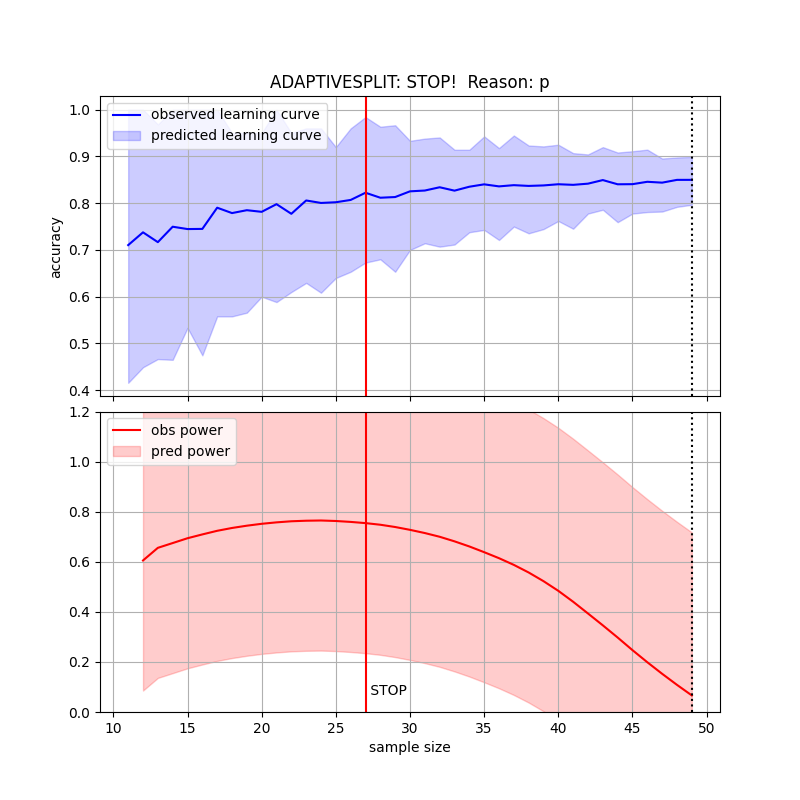 ADAPTIVESPLIT: STOP!  Reason: p
observed learning curve
predicted learning curve
accuracy
1.0
0.9
0.8
0.7
0.6
0.5
0.4
obs power
pred power
1.2
1.0
0.8
0.6
0.4
0.2
0.0
STOP
10 15 20 25 30 35 40 45 50
sample size